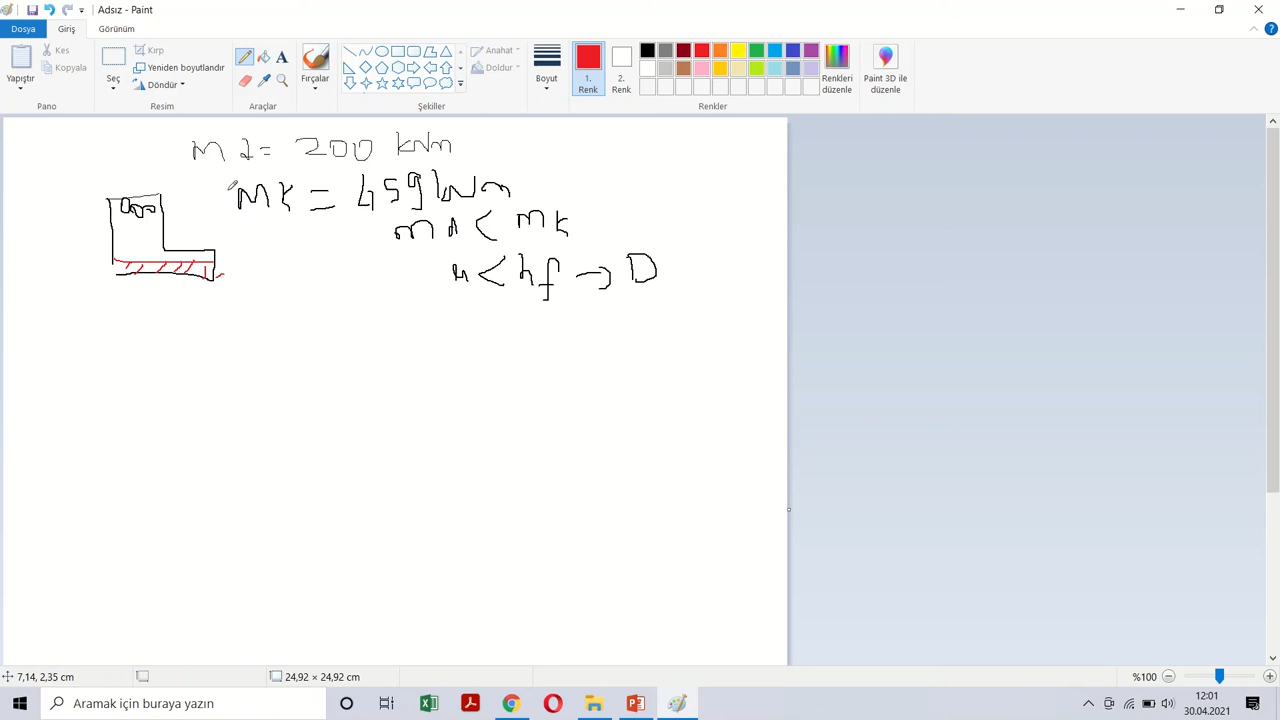 Adsız - Paint
Dosya Giriş Görünüm
Yapıştır
Kes
Kopyala
Pano
Seç
Kırp
Yeniden boyutlandır
Döndür
Resim
A
Araçlar
Fırçalar
Anahat
Doldur
Şekiller
Boyut
1. Renk
2. Renk
Renkleri düzenle
Renkler
Paint 3D ile düzenle
Md = 200 kNm
MK = 459 kNm
md < mk
< hf → D
7,14, 2,35 cm
24,92 × 24,92 cm
%100
Aramak için buraya yazın
12:01
30.04.2021